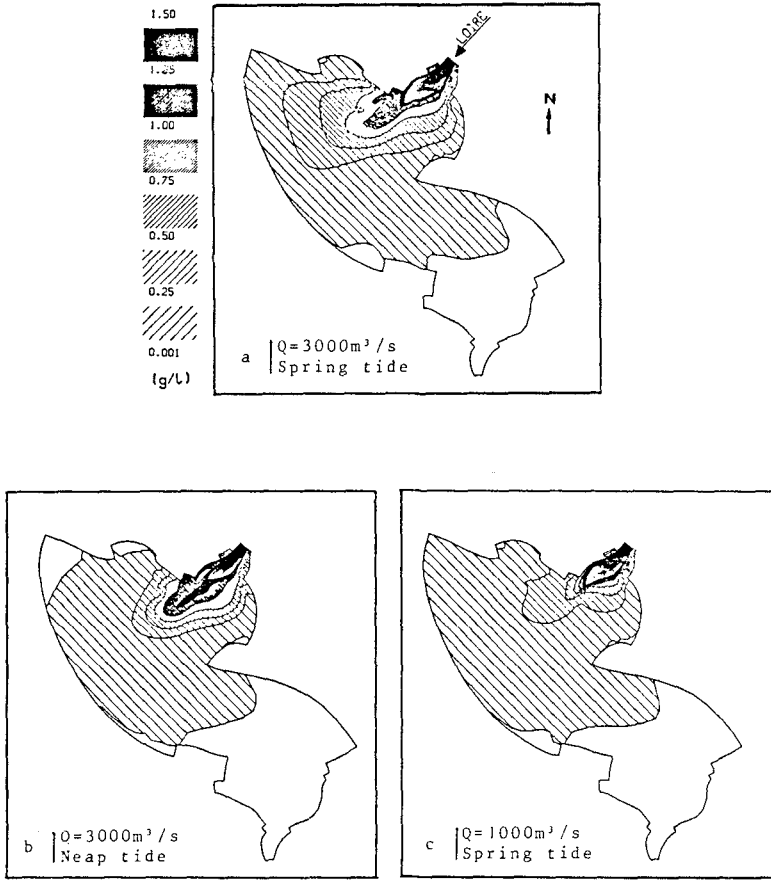 1.50
1.25
1.00
0.75
0.50
0.25
0.001
(g/l)
LOIRE
N
a Q=3000m³/s
Spring tide
b Q=3000m³/s
Neap tide
c Q=1000m³/s
Spring tide